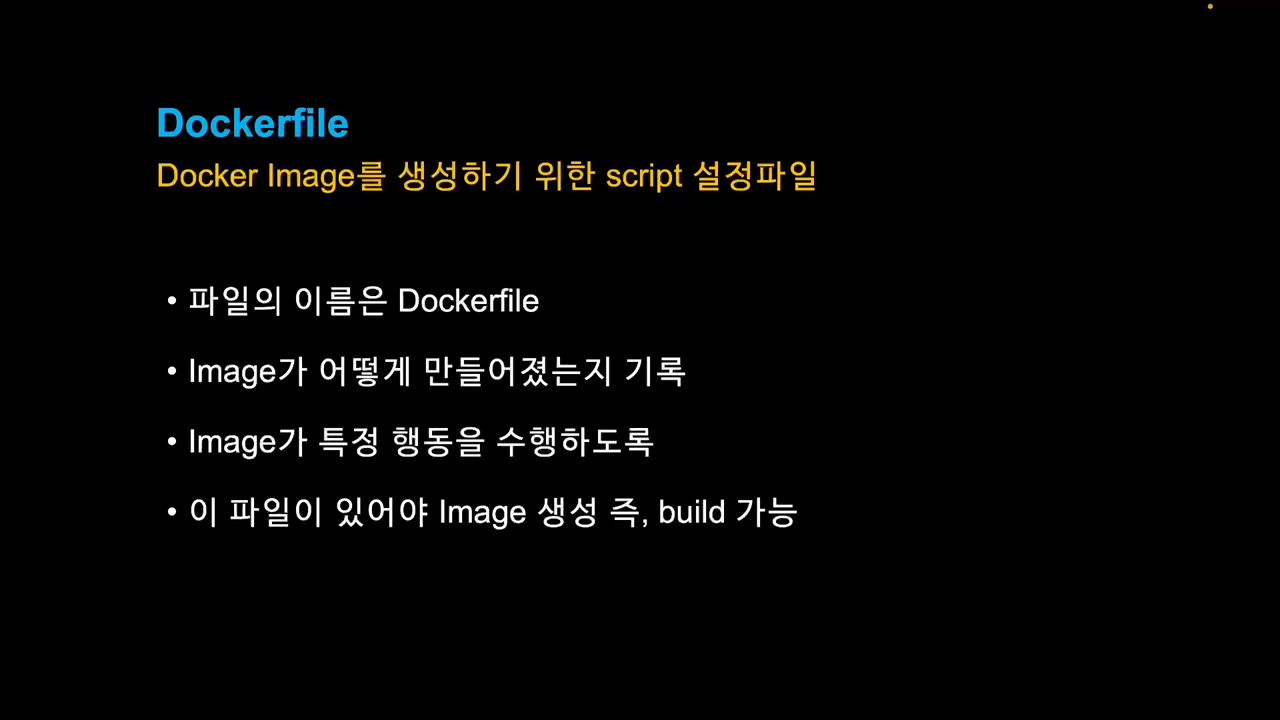 Dockerfile
Docker Image를 생성하기 위한 script 설정파일
• 파일의 이름은 Dockerfile
• Image가 어떻게 만들어졌는지 기록
• Image가 특정 행동을 수행하도록
• 이 파일이 있어야 Image 생성 즉, build 가능